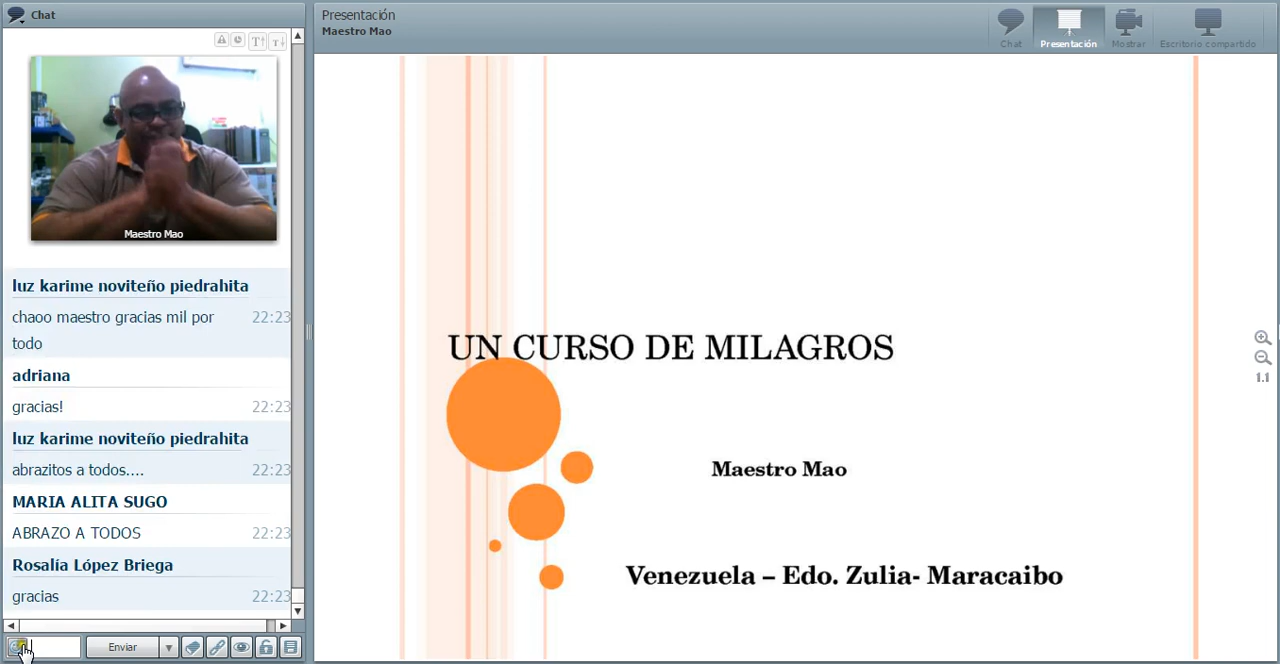 Chat
Maestro Mao
luz karime noviteño piedrahita
chaoo maestro gracias mil por 22:23
todo
adriana
gracias! 22:23
luz karime noviteño piedrahita
abrazitos a todos.... 22:23
MARIA ALITA SUGO
ABRAZO A TODOS 22:23
Rosalía López Briega
gracias 22:23
Enviar
Presentación
Maestro Mao
Chat
Presentación
Mostrar
Escritorio compartido
UN CURSO DE MILAGROS
Maestro Mao
Venezuela – Edo. Zulia- Maracaibo
1.1